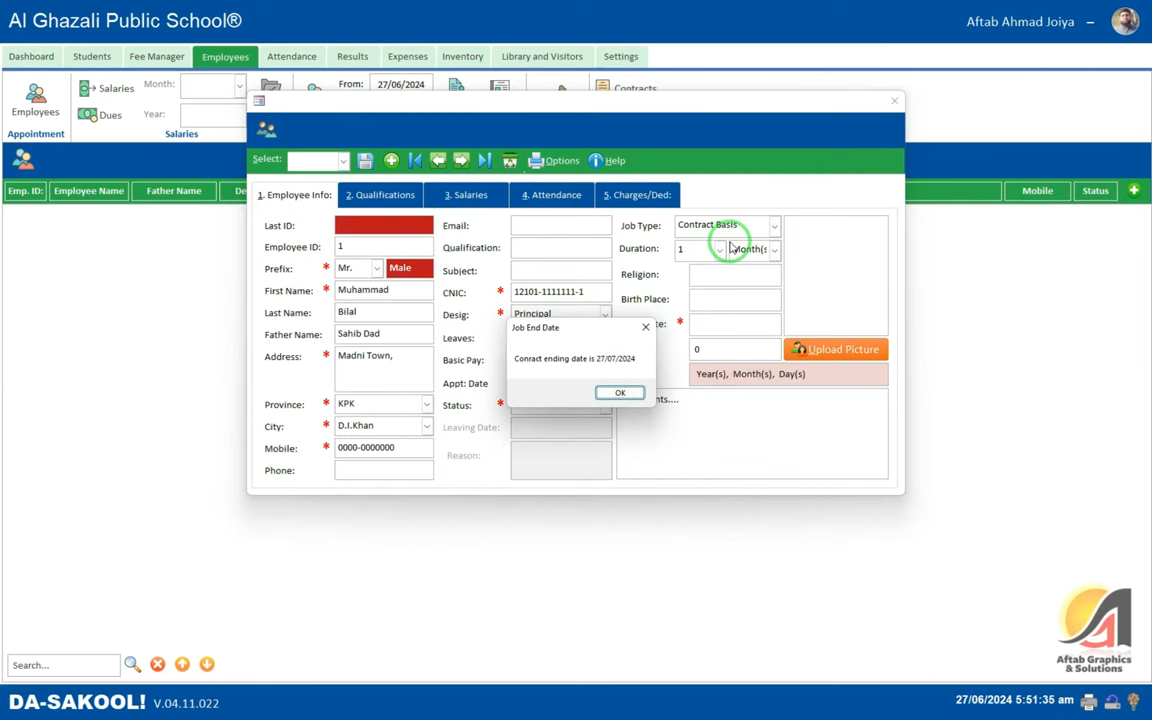 Al Ghazali Public School®
Aftab Ahmad Joiya –
Dashboard Students Fee Manager Employees Attendance Results Expenses Inventory Library and Visitors Settings
Employees
Appointment
Salaries Month:
Dues Year:
Salaries
From: 27/06/2024
Contracts
Select: Options Help
Emp. ID: Employee Name Father Name De Mobile Status
1. Employee Info: 2. Qualifications 3. Salaries 4. Attendance 5. Charges/Ded:
Last ID:
Employee ID: 1
Prefix: * Mr. Male
First Name: * Muhammad
Last Name: Bilal
Father Name: Sahib Dad
Address: * Madni Town,
Province: * KPK
City: * D.I.Khan
Mobile: * 0000-0000000
Phone:
Email:
Qualification:
Subject:
CNIC: * 12101-1111111-1
Desig: * Principal
Leaves:
Basic Pay:
Appt: Date
Status: *
Leaving Date:
Reason:
Job Type: Contract Basis
Duration: 1 Month(s
Religion:
Birth Place:
te: *
0
Upload Picture
Year(s), Month(s), Day(s)
nts....
Job End Date
Conract ending date is 27/07/2024
OK
Search...
Aftab Graphics
& Solutions
DA-SAKOOL! V.04.11.022
27/06/2024 5:51:35 am